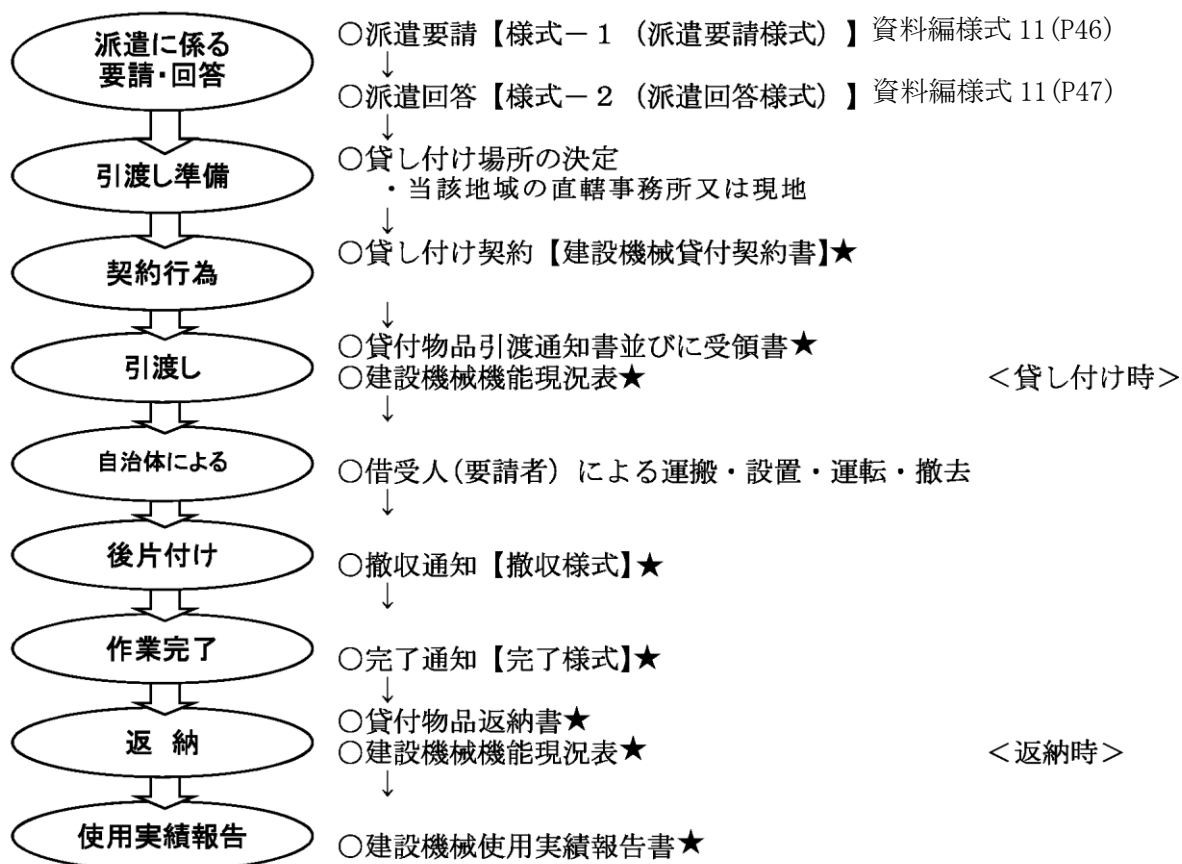 派遣に係る
要請・回答
○派遣要請【様式－１（派遣要請様式）】資料編様式 11(P46)
↓
○派遣回答【様式－２（派遣回答様式）】資料編様式 11(P47)
↓
引渡し準備
○貸し付け場所の決定
・当該地域の直轄事務所又は現地
↓
契約行為
○貸し付け契約【建設機械貸付契約書】★
↓
引渡し
○貸付物品引渡通知書並びに受領書★
○建設機械機能現況表★ ＜貸し付け時＞
↓
自治体による
○借受人(要請者）による運搬・設置・運転・撤去
↓
後片付け
○撤収通知【撤収様式】★
↓
作業完了
○完了通知【完了様式】★
↓
返 納
○貸付物品返納書★
○建設機械機能現況表★ ＜返納時＞
↓
使用実績報告
○建設機械使用実績報告書★